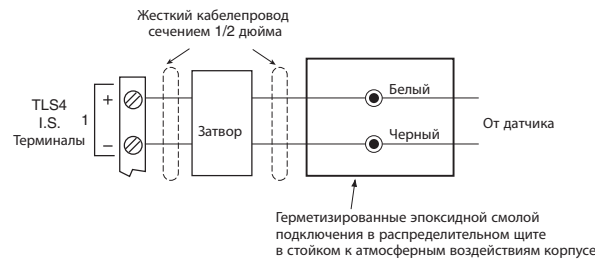 Жесткий кабелепровод
сечением 1/2 дюйма
TLS4
I.S.
Терминалы
1
+
–
Затвор
Белый
Черный
От датчика
Герметизированные эпоксидной смолой
подключения в распределительном щите
в стойком к атмосферным воздействиям корпусе